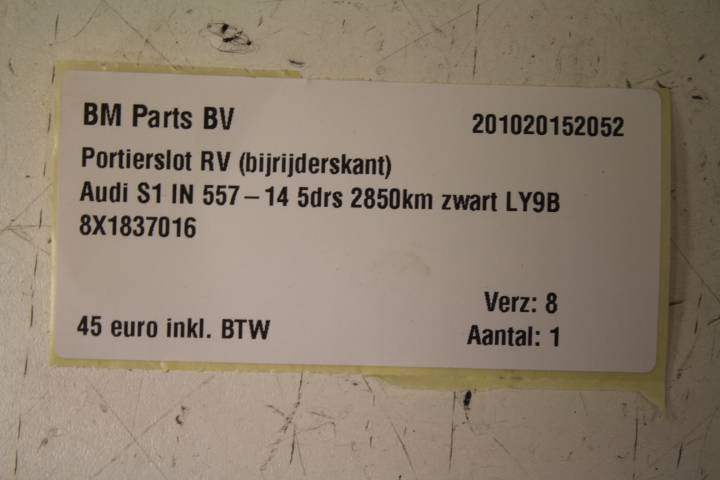 BM Parts BV 201020152052
Portierslot RV (bijrijderskant)
Audi S1 IN 557 – 14 5drs 2850km zwart LY9B
8X1837016
Verz: 8
45 euro inkl. BTW Aantal: 1